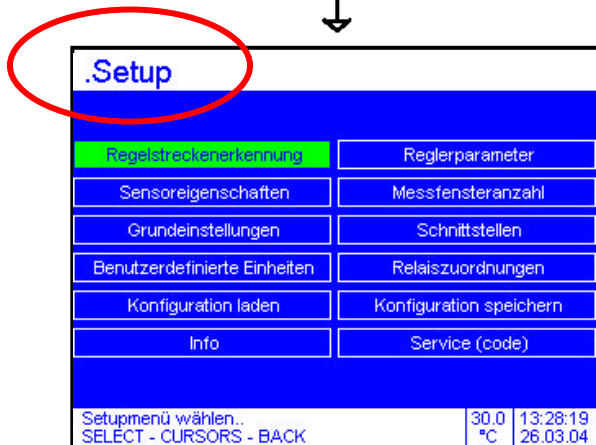 .Setup
Regelstreckenerkennung Reglerparameter
Sensoreigenschaften Messfensteranzahl
Grundeinstellungen Schnittstellen
Benutzerdefinierte Einheiten Relaiszuordnungen
Konfiguration laden Konfiguration speichern
Info Service (code)
Setupmenü wählen.. 30.0 13:28:19
SELECT - CURSORS - BACK °C 26.03.04